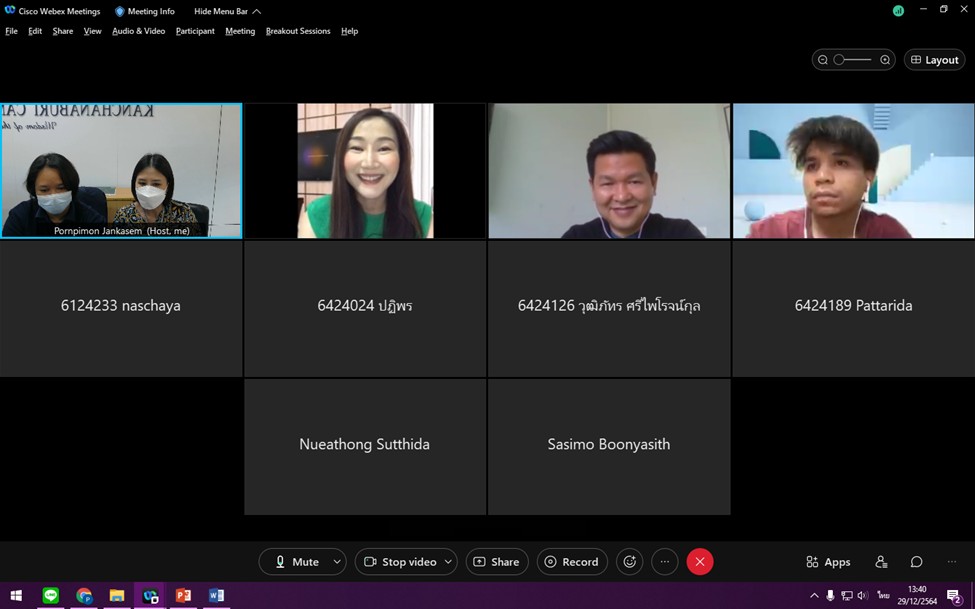 Cisco Webex Meetings Meeting Info Hide Menu Bar
File Edit Share View Audio & Video Participant Meeting Breakout Sessions Help
Layout
KANCHANABURI CA
Wisdom of the
Pornpimon Jankasem (Host, me)
6124233 naschaya
6424024 ปฏิพร
6424126 วุฒิภัทร ศรีไพโรจน์กุล
6424189 Pattarida
Nueathong Sutthida
Sasimo Boonyasith
Mute Stop video Share Record Apps
13:40
ไทย
29/12/2564
2